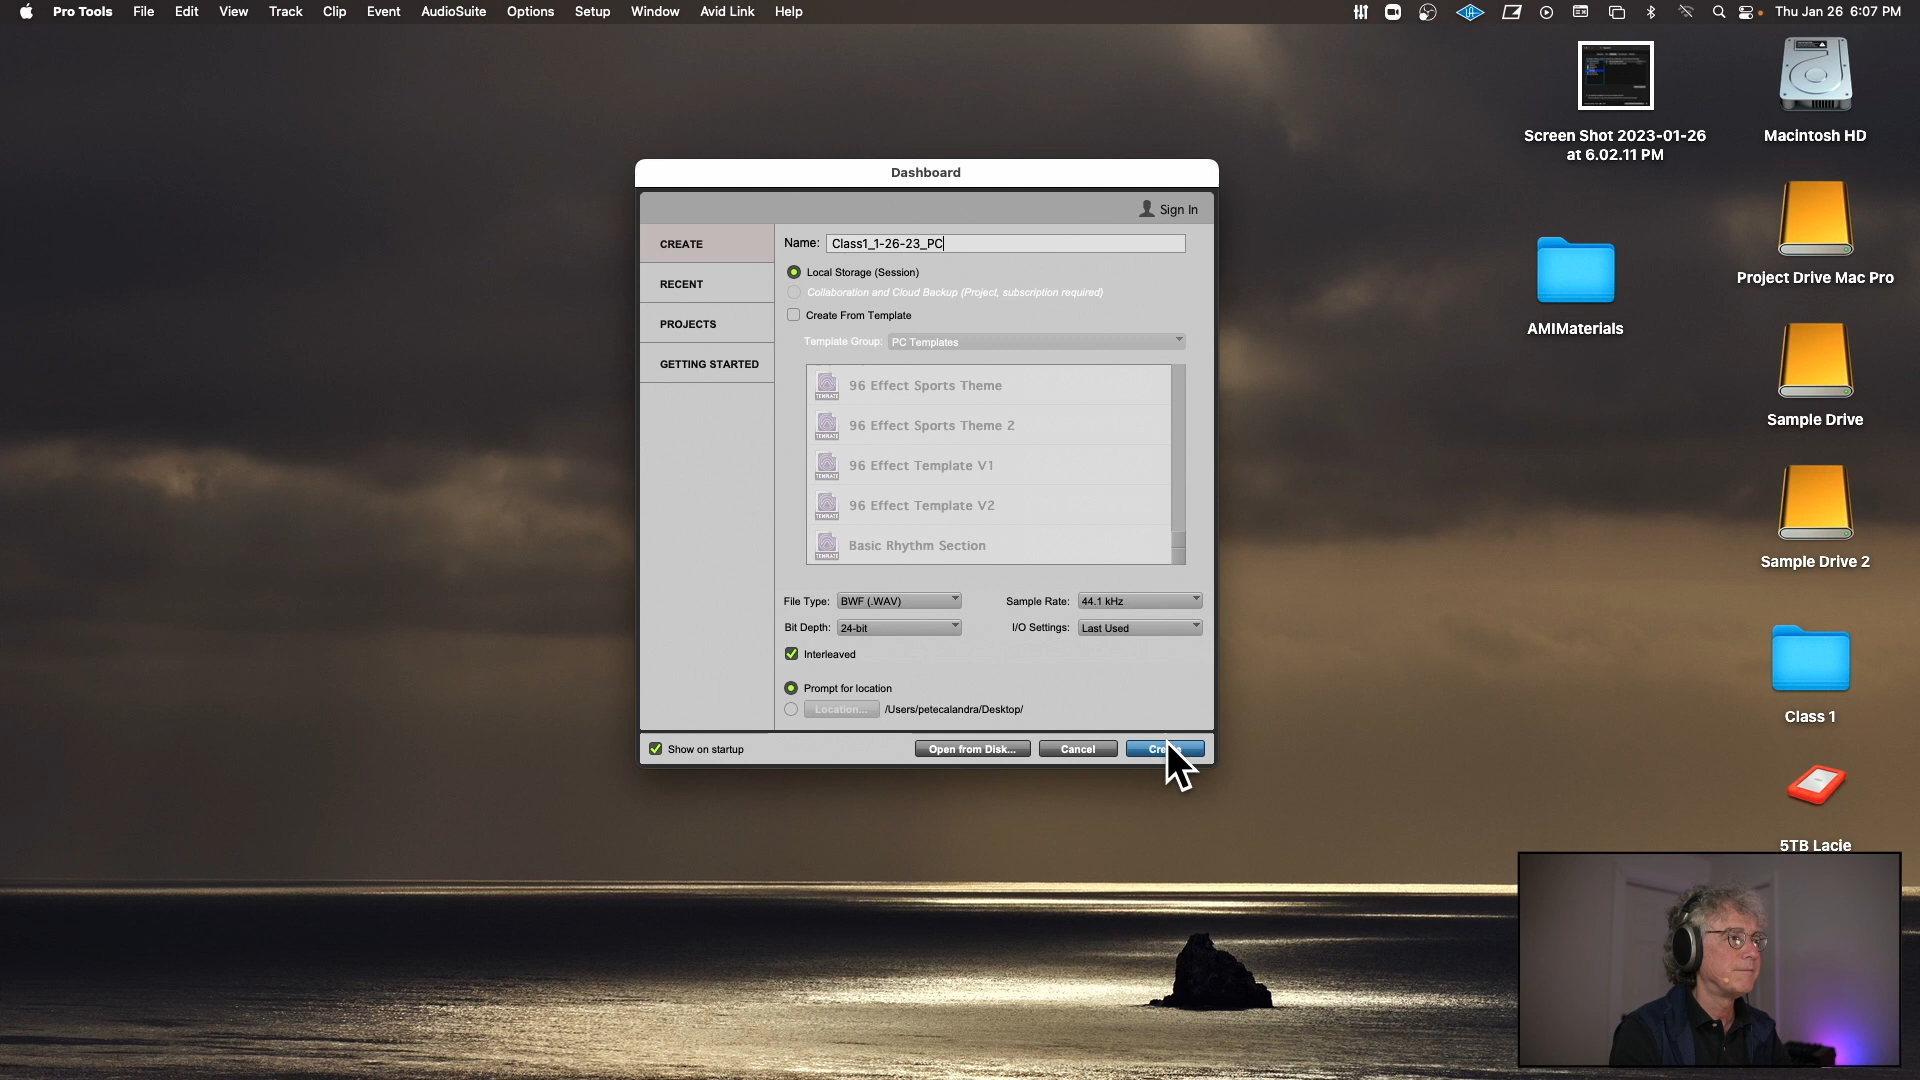 Pro Tools File Edit View Track Clip Event AudioSuite Options Setup Window Avid Link Help Thu Jan 26 6:07 PM
Screen Shot 2023-01-26
at 6.02.11 PM
Macintosh HD
Dashboard
Sign In
CREATE
RECENT
PROJECTS
GETTING STARTED
Name: Class1_1-26-23_PC
Local Storage (Session)
Collaboration and Cloud Backup (Project, subscription required)
Create From Template
Template Group: PC Templates
TEMPLATE 96 Effect Sports Theme
TEMPLATE 96 Effect Sports Theme 2
TEMPLATE 96 Effect Template V1
TEMPLATE 96 Effect Template V2
TEMPLATE Basic Rhythm Section
File Type: BWF (.WAV) Sample Rate: 44.1 kHz
Bit Depth: 24-bit I/O Settings: Last Used
Interleaved
Prompt for location
Location... /Users/petecalandra/Desktop/
Show on startup Open from Disk... Cancel
Project Drive Mac Pro
AMIMaterials
Sample Drive
Sample Drive 2
Class 1
5TB Lacie